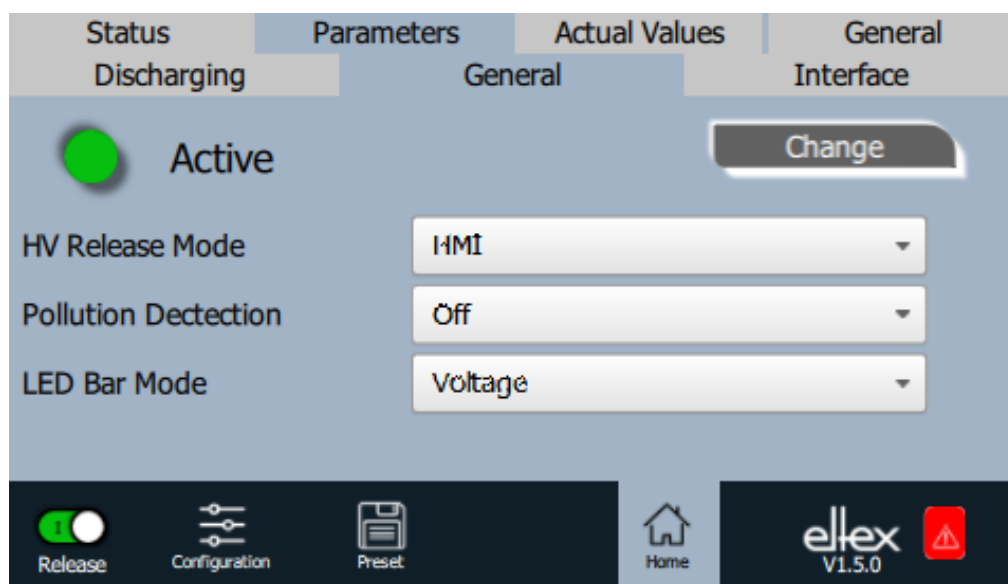 Status Parameters Actual Values General
Discharging General Interface
Active Change
HV Release Mode HMI
Pollution Dectection Off
LED Bar Mode Voltage
I
Release Configuration Preset Home eltex V1.5.0